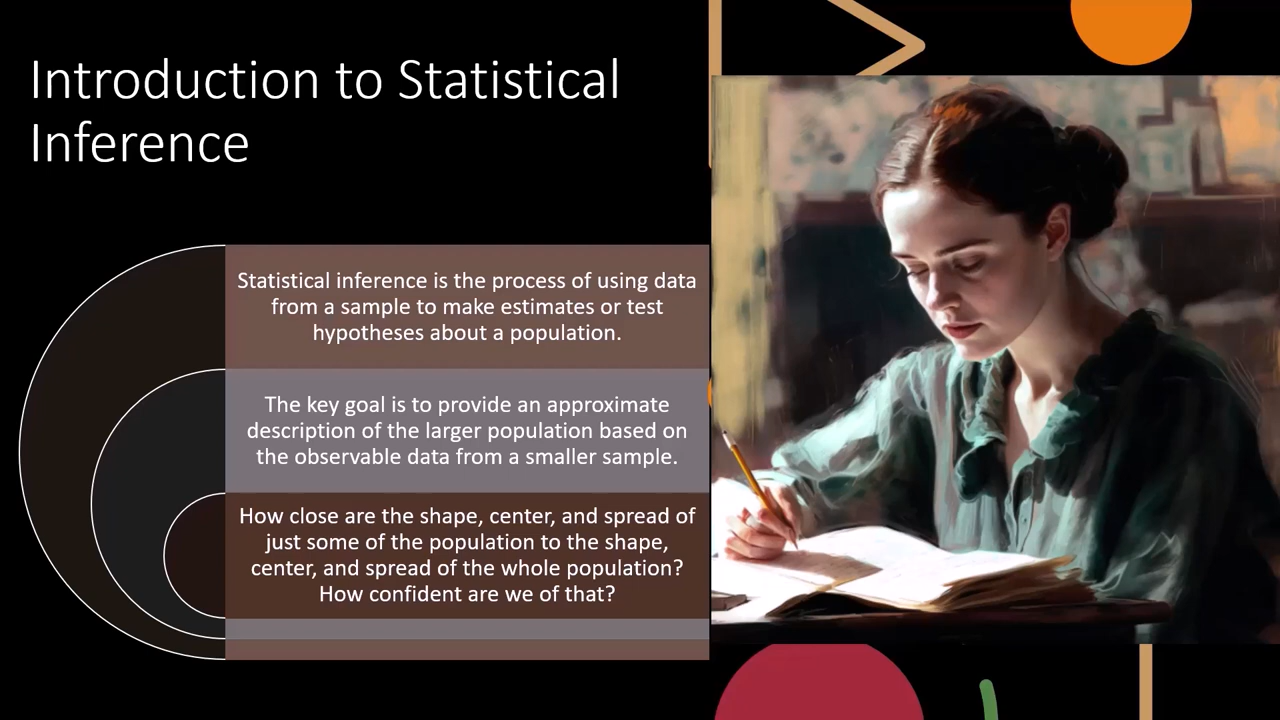 Introduction to Statistical
Inference
Statistical inference is the process of using data
from a sample to make estimates or test
hypotheses about a population.
The key goal is to provide an approximate
description of the larger population based on
the observable data from a smaller sample.
How close are the shape, center, and spread of
just some of the population to the shape,
center, and spread of the whole population?
How confident are we of that?